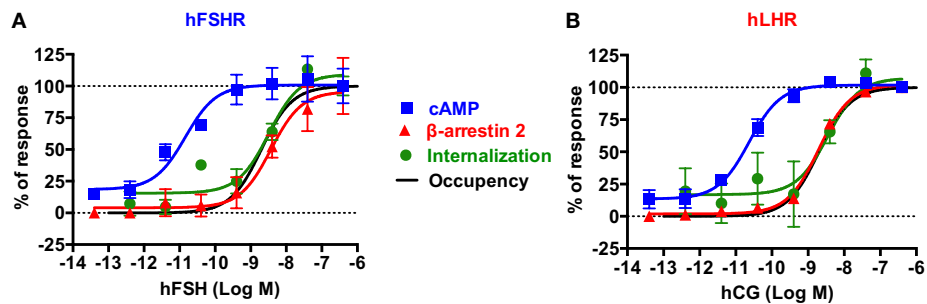 A
hFSHR
% of response
125
100
75
50
25
0
-25
-14 -13 -12 -11 -10 -9 -8 -7 -6
hFSH (Log M)
cAMP
β-arrestin 2
Internalization
Occupancy
B
hLHR
% of response
125
100
75
50
25
0
-25
-14 -13 -12 -11 -10 -9 -8 -7 -6
hCG (Log M)